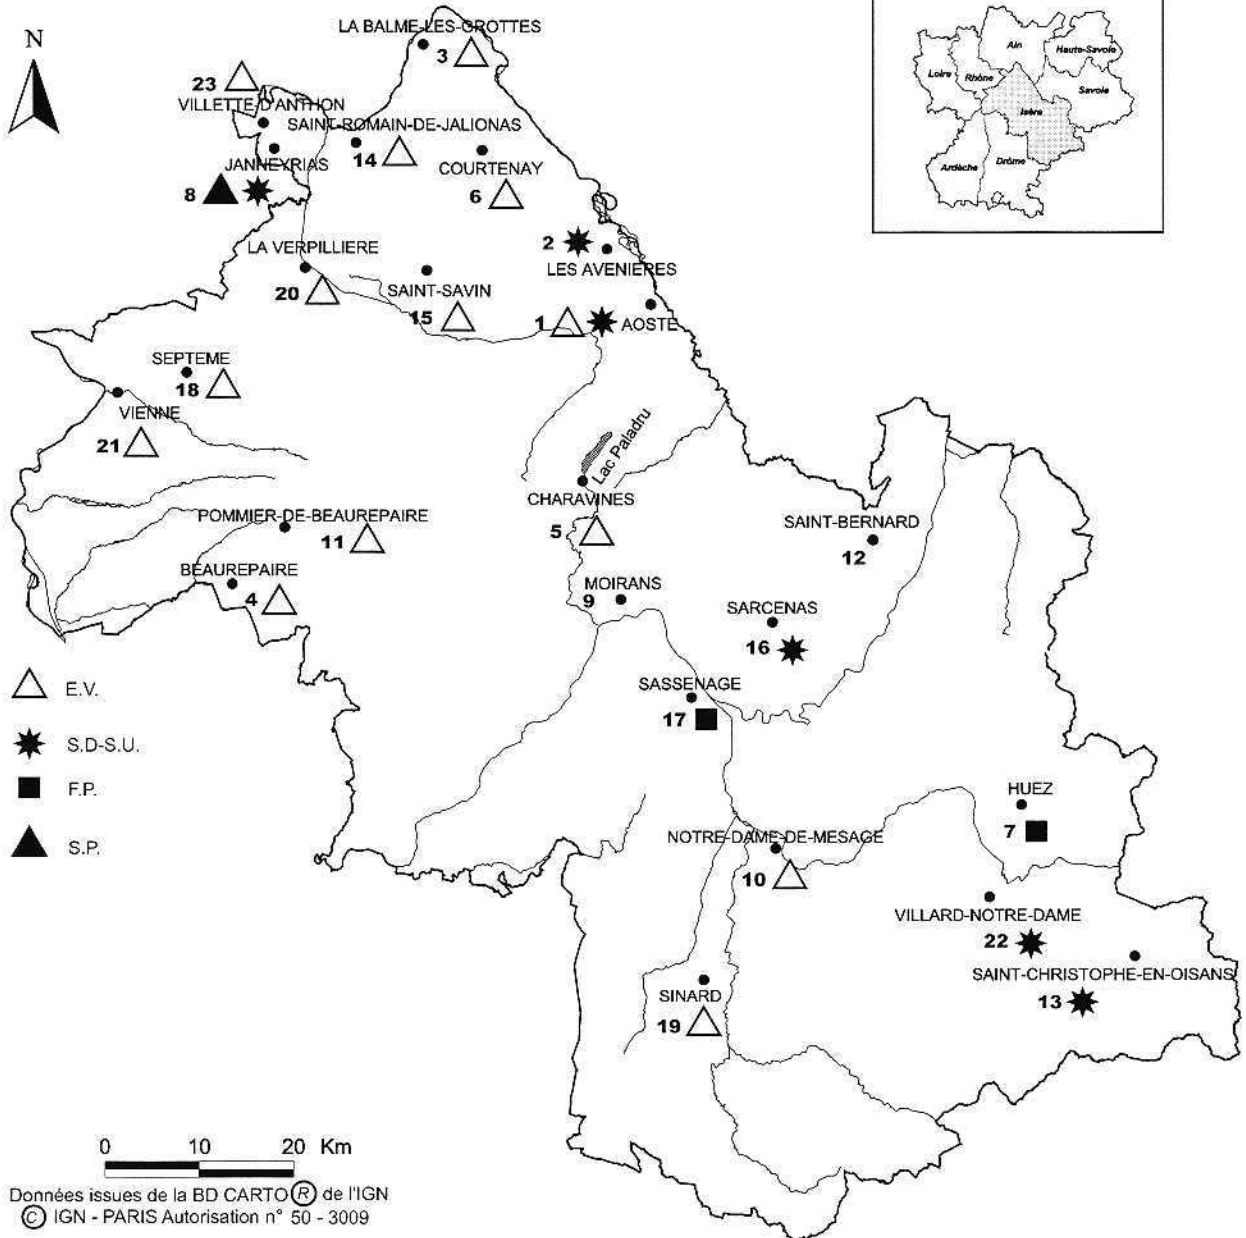 N
LA BALME-LES-GROTTES
3
23
VILLETTE-D'ANTHON
SAINT-ROMAIN-DE-JALIONAS
14
COURTENAY
6
JANNEYRIAS
8
2
LES AVENIERES
LA VERPILLIERE
20
SAINT-SAVIN
15
1
AOSTE
SEPTEME
18
VIENNE
21
Lac Paladru
CHARAVINES
5
POMMIER-DE-BEAUREPAIRE
11
SAINT-BERNARD
12
BEAUREPAIRE
4
MOIRANS
9
SARCENAS
16
SASSENAGE
17
HUEZ
7
NOTRE-DAME-DE-MESAGE
10
VILLARD-NOTRE-DAME
22
SAINT-CHRISTOPHE-EN-OISANS
13
SINARD
19
Ain
Haute-Savoie
Loire
Rhône
Savoie
Isère
Ardèche
Drôme
E.V.
S.D-S.U.
F.P.
S.P.
0 10 20 Km
Données issues de la BD CARTO R de l'IGN
C IGN - PARIS Autorisation n° 50 - 3009